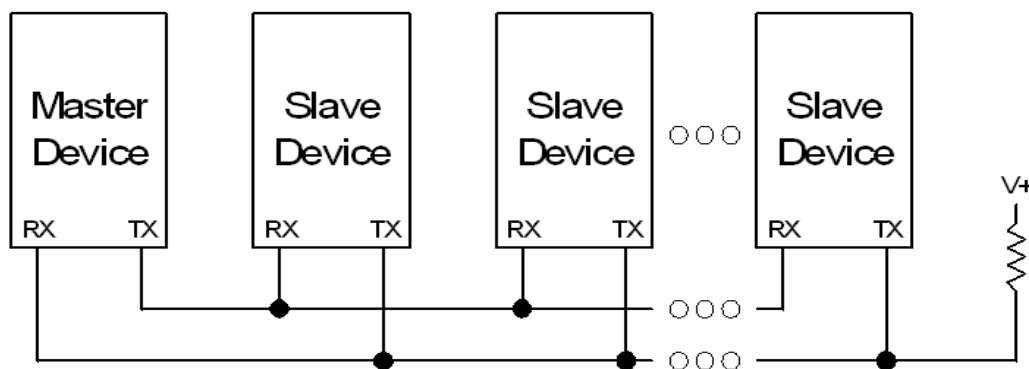 Master
Device
Slave
Device
Slave
Device
Slave
Device
V+
RX TX
RX TX
RX TX
RX TX